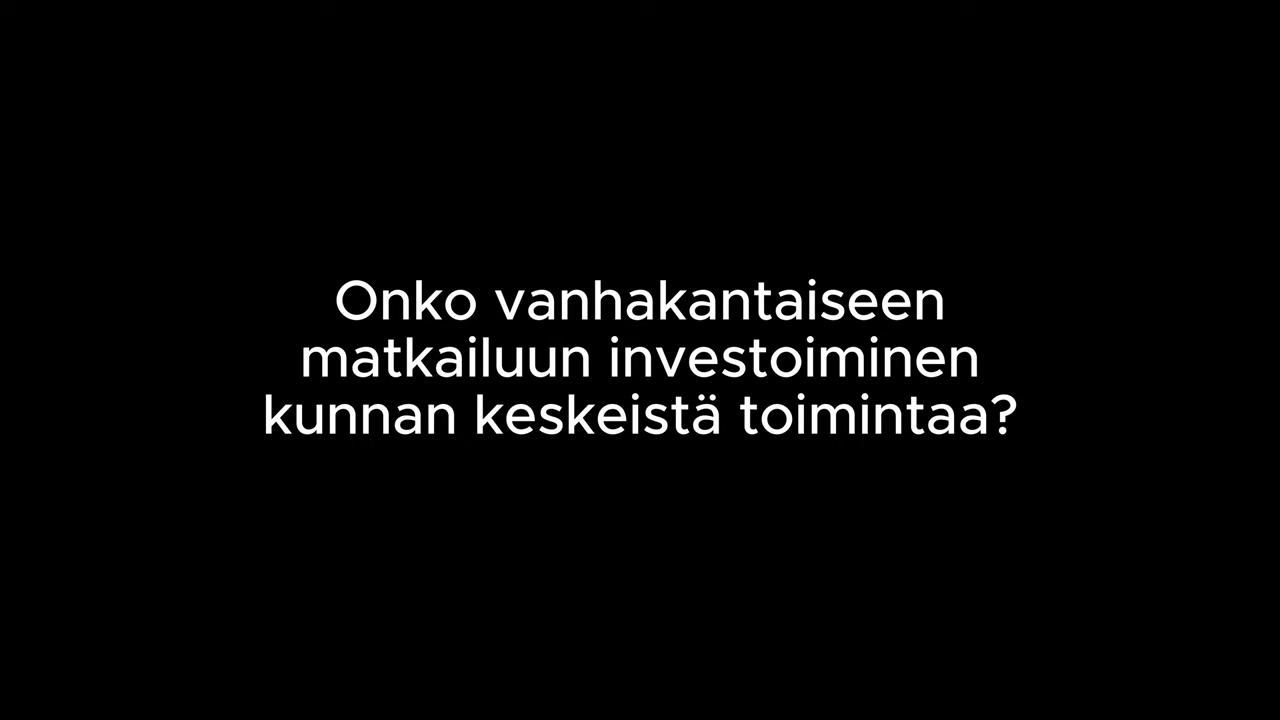 Onko vanhakantaiseen
matkailuun investoiminen
kunnan keskeistä toimintaa?